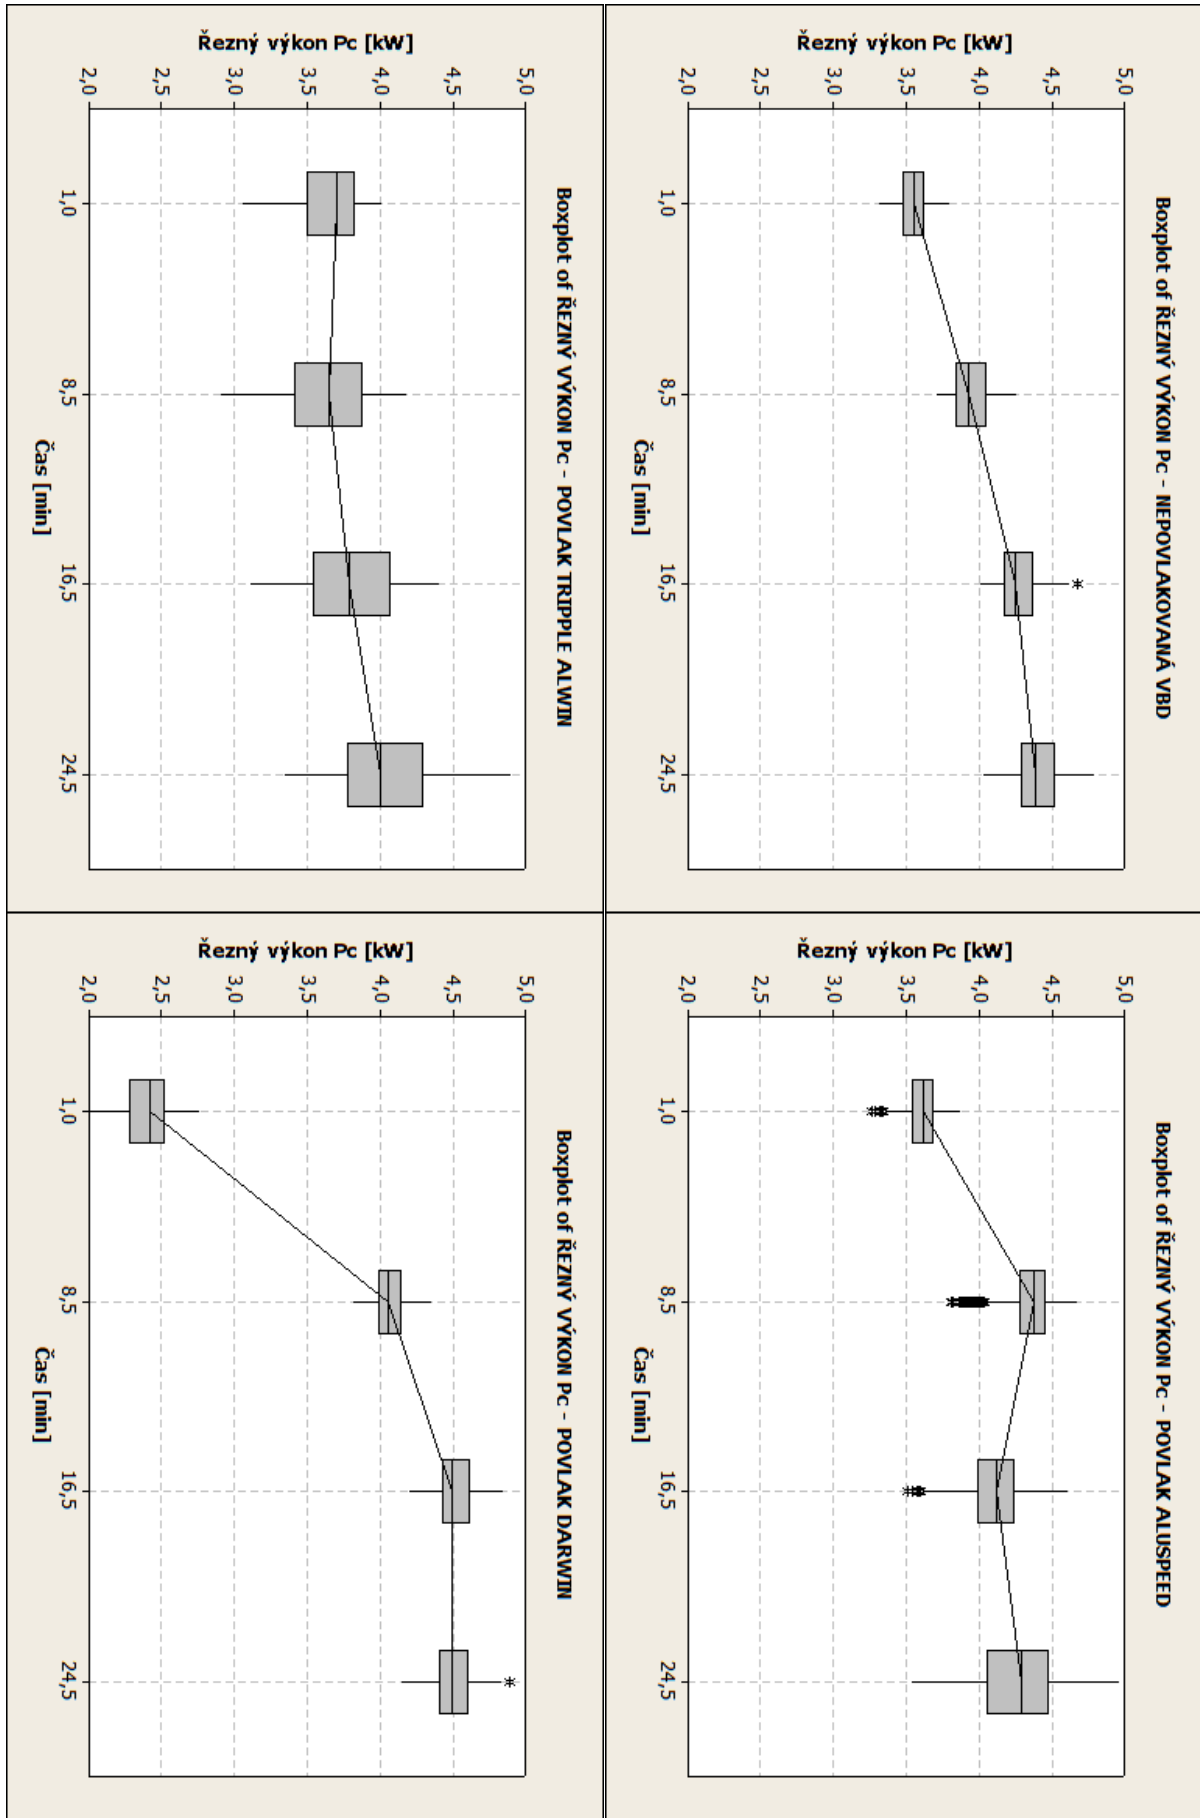 Boxplot of ŘEZNÝ VÝKON Pc - NEPOVLAKOVANÁ VBD
5,0
4,5
4,0
3,5
3,0
2,5
2,0
Řezný výkon Pc [kW]
1,0 8,5 16,5 24,5
Čas [min]
Boxplot of ŘEZNÝ VÝKON Pc - POVLAK ALUSPEED
5,0
4,5
4,0
3,5
3,0
2,5
2,0
Řezný výkon Pc [kW]
1,0 8,5 16,5 24,5
Čas [min]
Boxplot of ŘEZNÝ VÝKON Pc - POVLAK TRIPPLE ALWIN
5,0
4,5
4,0
3,5
3,0
2,5
2,0
Řezný výkon Pc [kW]
1,0 8,5 16,5 24,5
Čas [min]
Boxplot of ŘEZNÝ VÝKON Pc - POVLAK DARWIN
5,0
4,5
4,0
3,5
3,0
2,5
2,0
Řezný výkon Pc [kW]
1,0 8,5 16,5 24,5
Čas [min]